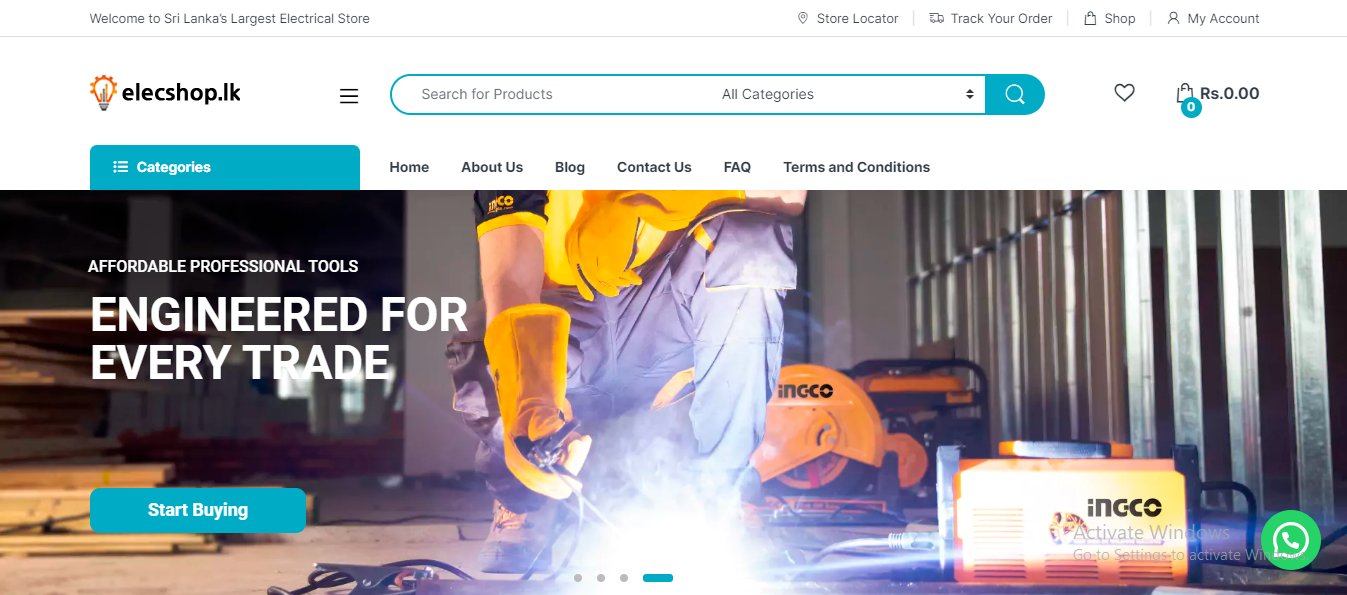 Welcome to Sri Lanka's Largest Electrical Store
Store Locator
Track Your Order
Shop
My Account
elecshop.lk
Search for Products
All Categories
0
Rs.0.00
Categories
Home
About Us
Blog
Contact Us
FAQ
Terms and Conditions
INGCO
AFFORDABLE PROFESSIONAL TOOLS
ENGINEERED FOR
EVERY TRADE
INGCO
Start Buying
INGCO
Activate Windows
Go to Settings to activate Windows.